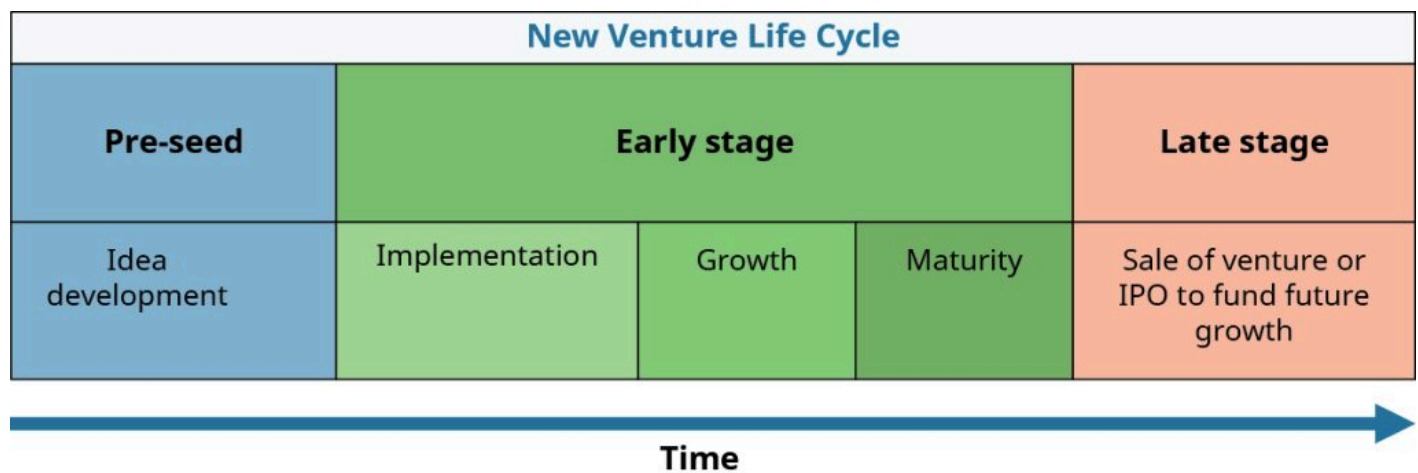 New Venture Life Cycle
Pre-seed
Early stage
Late stage
Idea
development
Implementation
Growth
Maturity
Sale of venture or
IPO to fund future
growth
Time